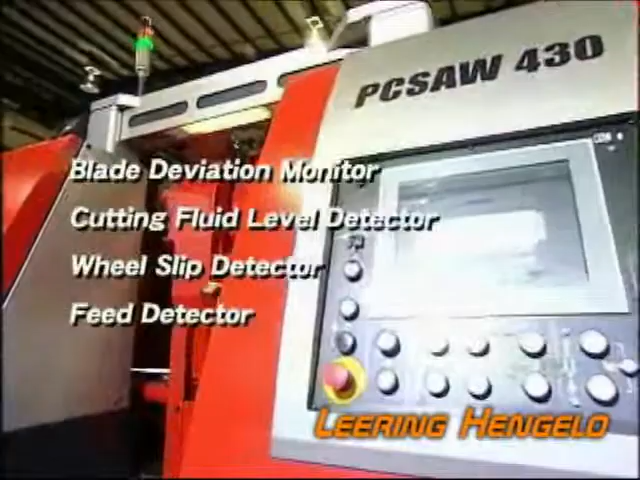 PCSAW 430
Blade Deviation Monitor
Cutting Fluid Level Detector
Wheel Slip Detector
Feed Detector
LEERING HENGELO